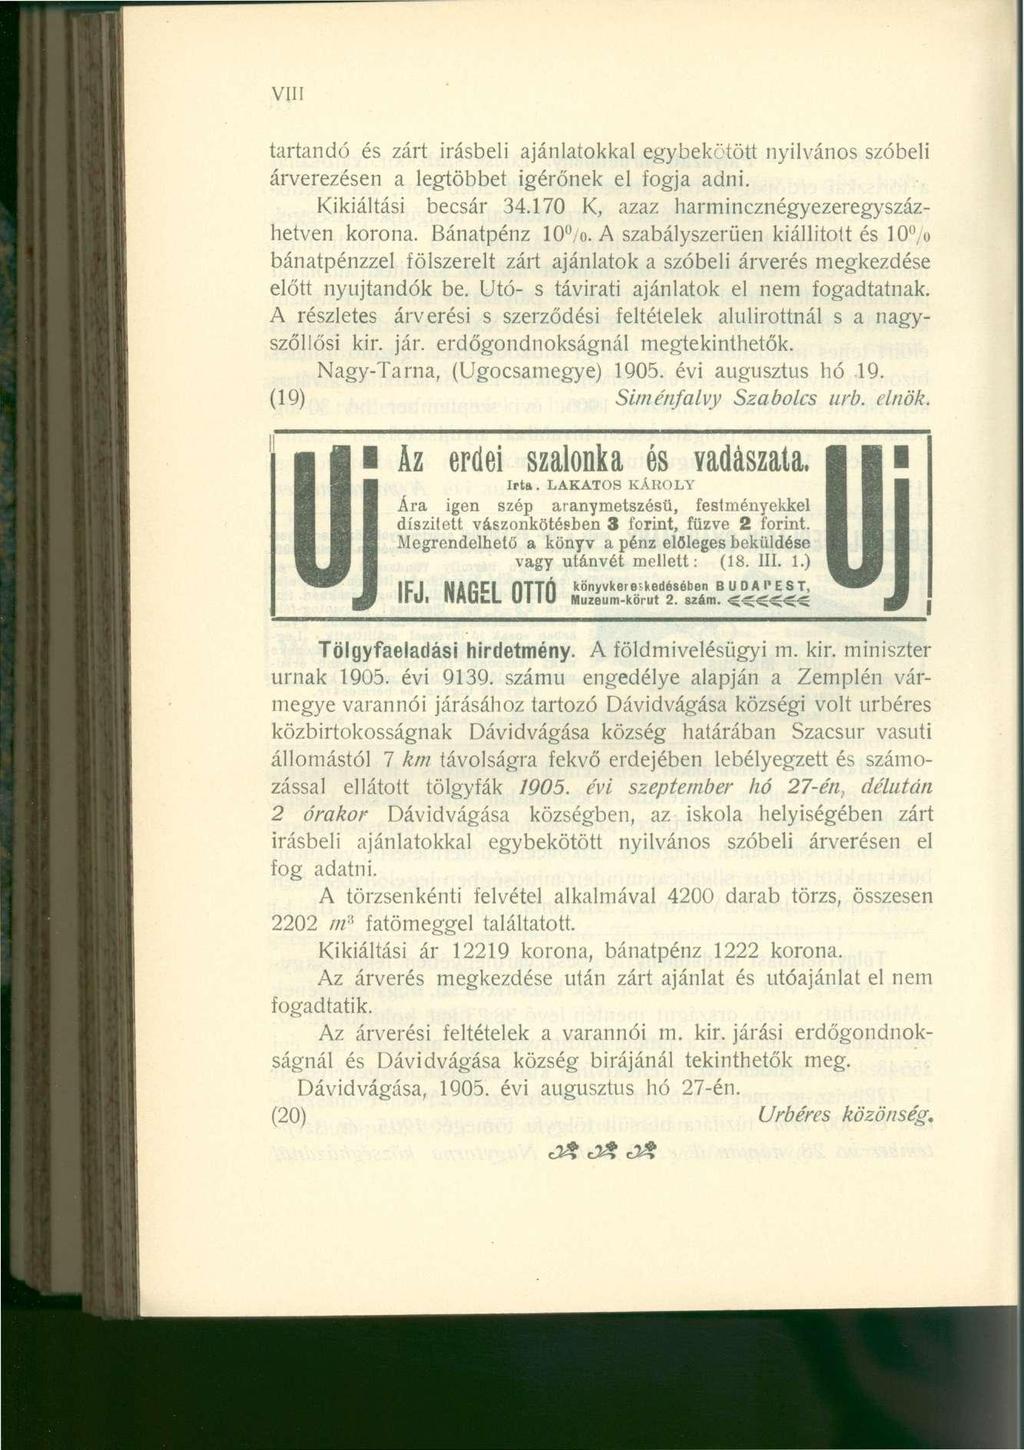 VIII
tartandó és zárt irásbeli ajánlatokkal egybekötött nyilvános szóbeli
árverezésen a legtöbbet igérőnek el fogja adni.
Kikiáltási becsár 34.170 K, azaz harmincznégyezeregyszáz-
hetven korona. Bánatpénz 10%. A szabályszerüen kiállitott és 10%
bánatpénzzel fölszerelt zárt ajánlatok a szóbeli árverés megkezdése
előtt nyujtandók be. Utó- s távirati ajánlatok el nem fogadtatnak.
A részletes árverési s szerződési feltételek alulirottnál s a nagy-
szőllősi kir. jár. erdőgondnokságnál megtekinthetők.
Nagy-Tarna, (Ugocsamegye) 1905. évi augusztus hó 19.
(19) Siménfalvy Szabolcs urb. elnök.
Uj
Az erdei szalonka és vadászata.
Irta. LAKATOS KÁROLY
Ára igen szép aranymetszésü, festményekkel
díszitett vászonkötésben 3 forint, füzve 2 forint.
Megrendelhető a könyv a pénz előleges beküldése
vagy utánvét mellett: (18. III. 1.)
IFJ. NAGEL OTTÓ könyvkereskedésében BUDAPEST,
Muzeum-körut 2. szám.
Uj
Tölgyfaeladási hirdetmény. A földmivelésügyi m. kir. miniszter
urnak 1905. évi 9139. számu engedélye alapján a Zemplén vár-
megye varannói járásához tartozó Dávidvágása községi volt urbéres
közbirtokosságnak Dávidvágása község határában Szacsur vasuti
állomástól 7 km távolságra fekvő erdejében lebélyegzett és számo-
zással ellátott tölgyfák 1905. évi szeptember hó 27-én, délután
2 órakor Dávidvágása községben, az iskola helyiségében zárt
irásbeli ajánlatokkal egybekötött nyilvános szóbeli árverésen el
fog adatni.
A törzsenkénti felvétel alkalmával 4200 darab törzs, összesen
2202 m³ fatömeggel találtatott.
Kikiáltási ár 12219 korona, bánatpénz 1222 korona.
Az árverés megkezdése után zárt ajánlat és utóajánlat el nem
fogadtatik.
Az árverési feltételek a varannói m. kir. járási erdőgondnok-
ságnál és Dávidvágása község birájánál tekinthetők meg.
Dávidvágása, 1905. évi augusztus hó 27-én.
(20) Urbéres közönség.